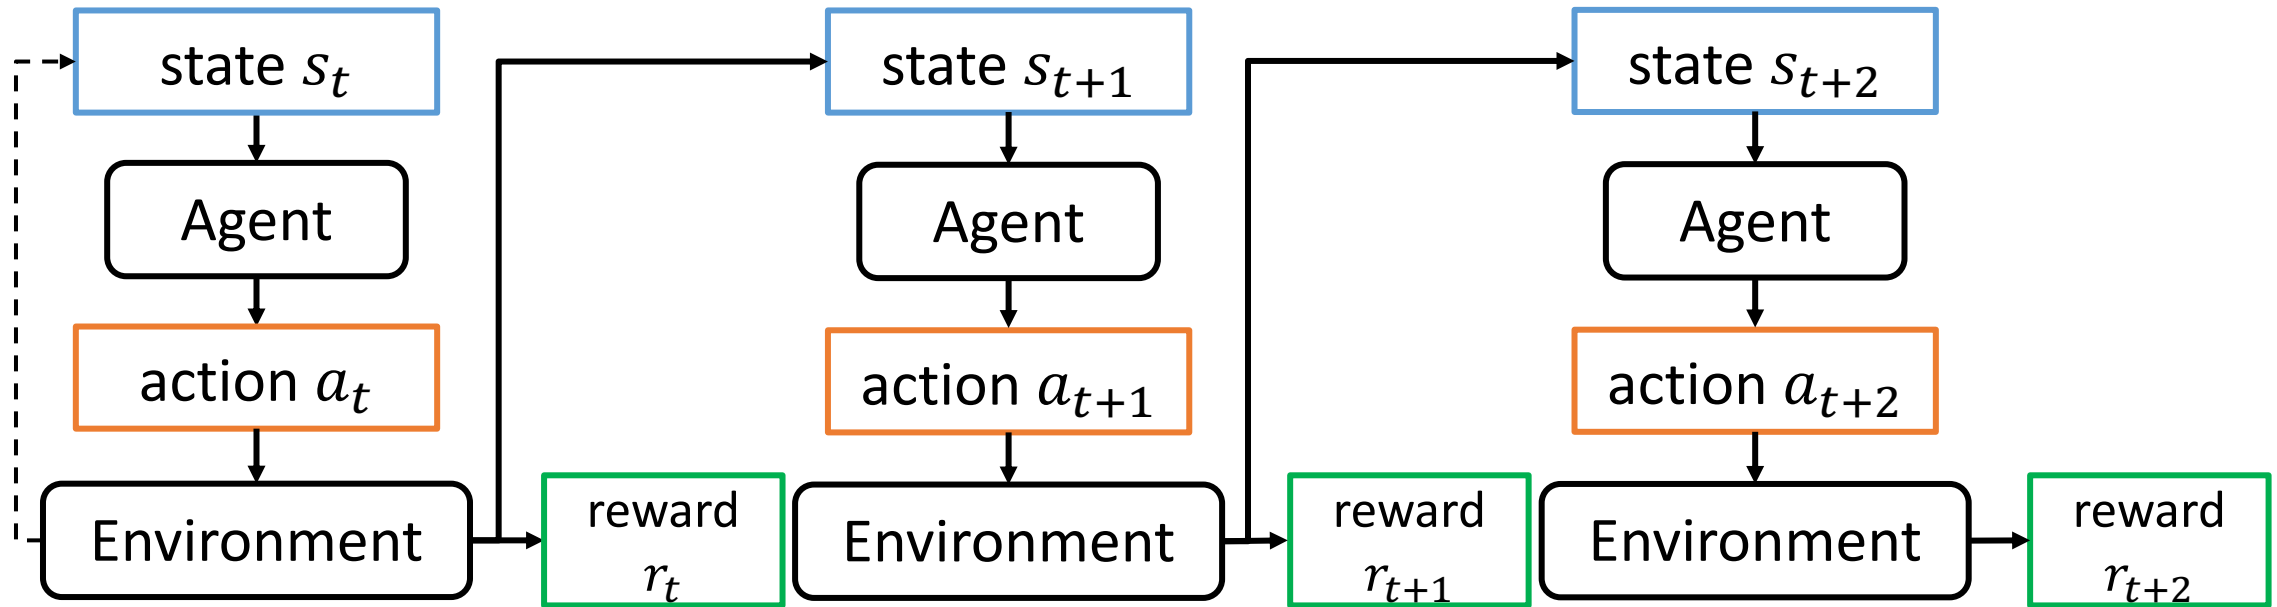 state s_t
Agent
action a_t
Environment
reward
r_t
state s_{t+1}
Agent
action a_{t+1}
Environment
reward
r_{t+1}
state s_{t+2}
Agent
action a_{t+2}
Environment
reward
r_{t+2}